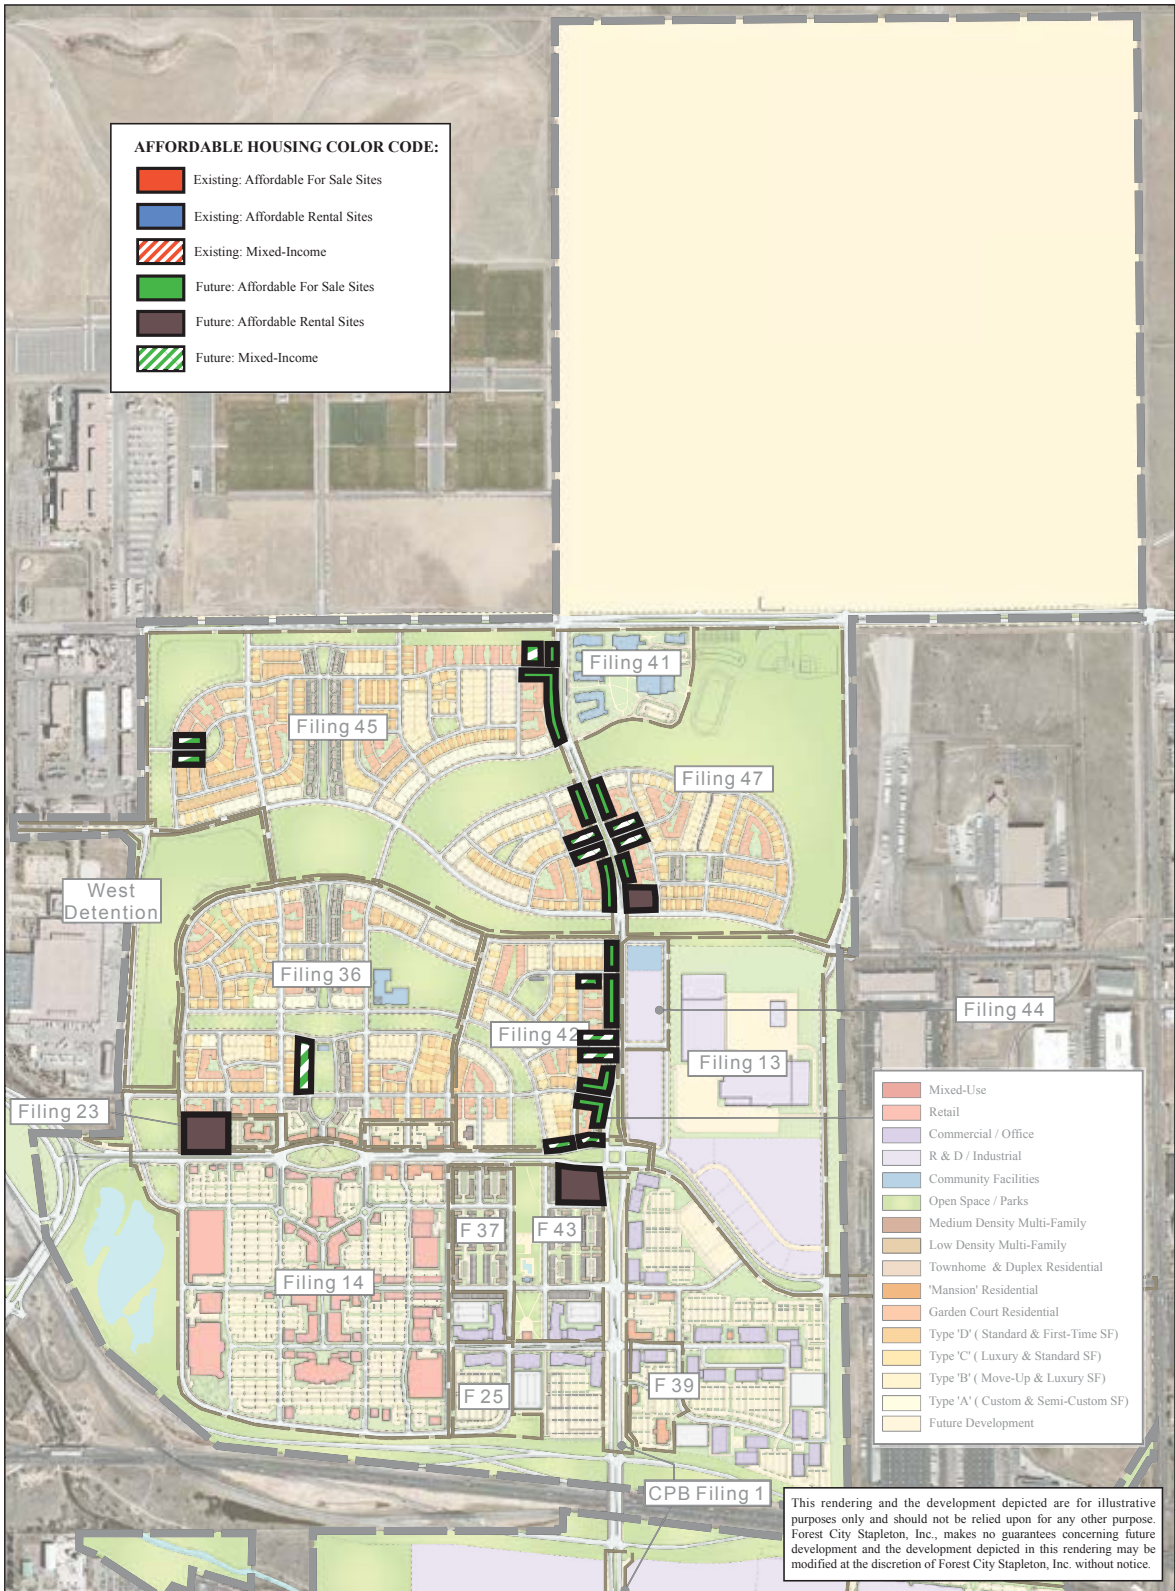 AFFORDABLE HOUSING COLOR CODE:
Existing: Affordable For Sale Sites
Existing: Affordable Rental Sites
Existing: Mixed-Income
Future: Affordable For Sale Sites
Future: Affordable Rental Sites
Future: Mixed-Income
Filing 41
Filing 45
Filing 47
West
Detention
Filing 36
Filing 42
Filing 44
Filing 13
Filing 23
F 37
F 43
Filing 14
F 25
F 39
CPB Filing 1
Mixed-Use
Retail
Commercial / Office
R & D / Industrial
Community Facilities
Open Space / Parks
Medium Density Multi-Family
Low Density Multi-Family
Townhome & Duplex Residential
'Mansion' Residential
Garden Court Residential
Type 'D' ( Standard & First-Time SF)
Type 'C' ( Luxury & Standard SF)
Type 'B' ( Move-Up & Luxury SF)
Type 'A' ( Custom & Semi-Custom SF)
Future Development
This rendering and the development depicted are for illustrative
purposes only and should not be relied upon for any other purpose.
Forest City Stapleton, Inc., makes no guarantees concerning future
development and the development depicted in this rendering may be
modified at the discretion of Forest City Stapleton, Inc. without notice.